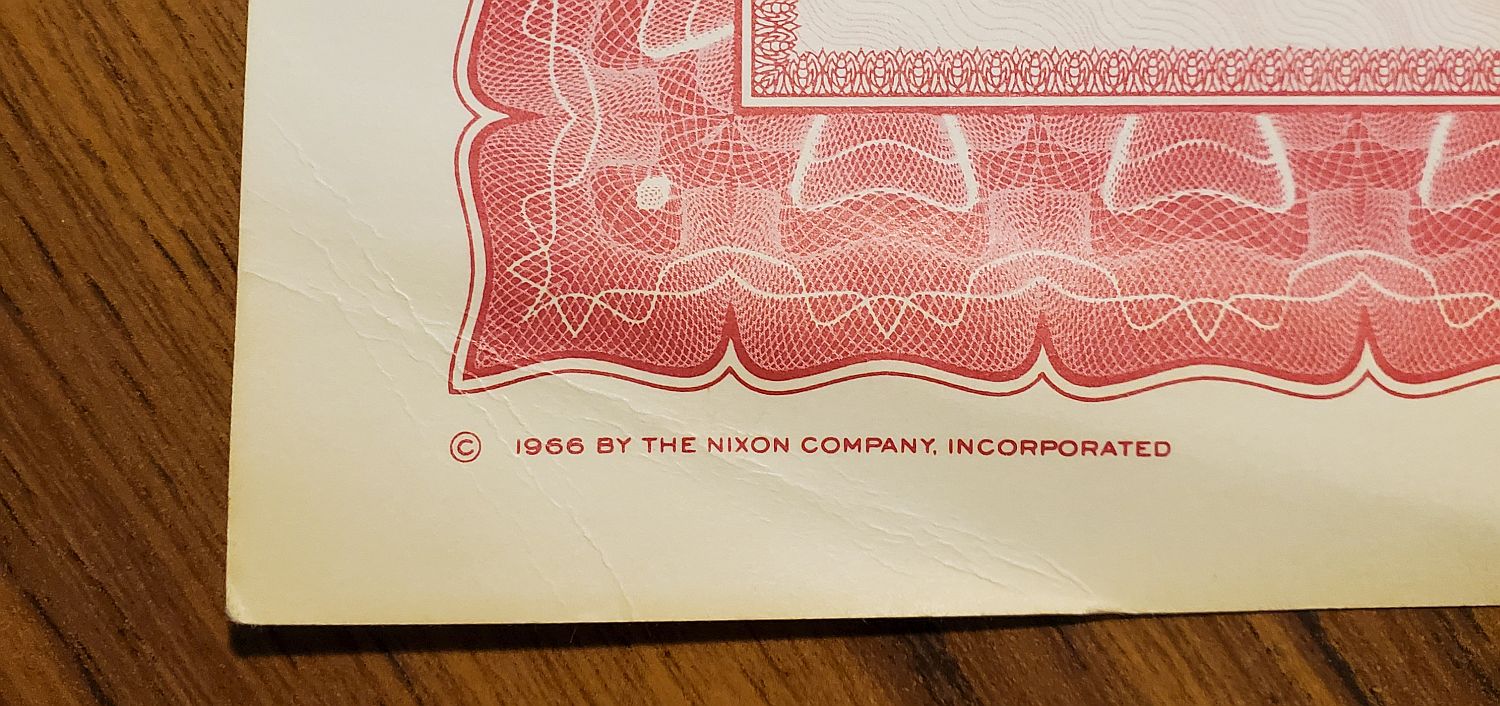 © 1966 BY THE NIXON COMPANY, INCORPORATED